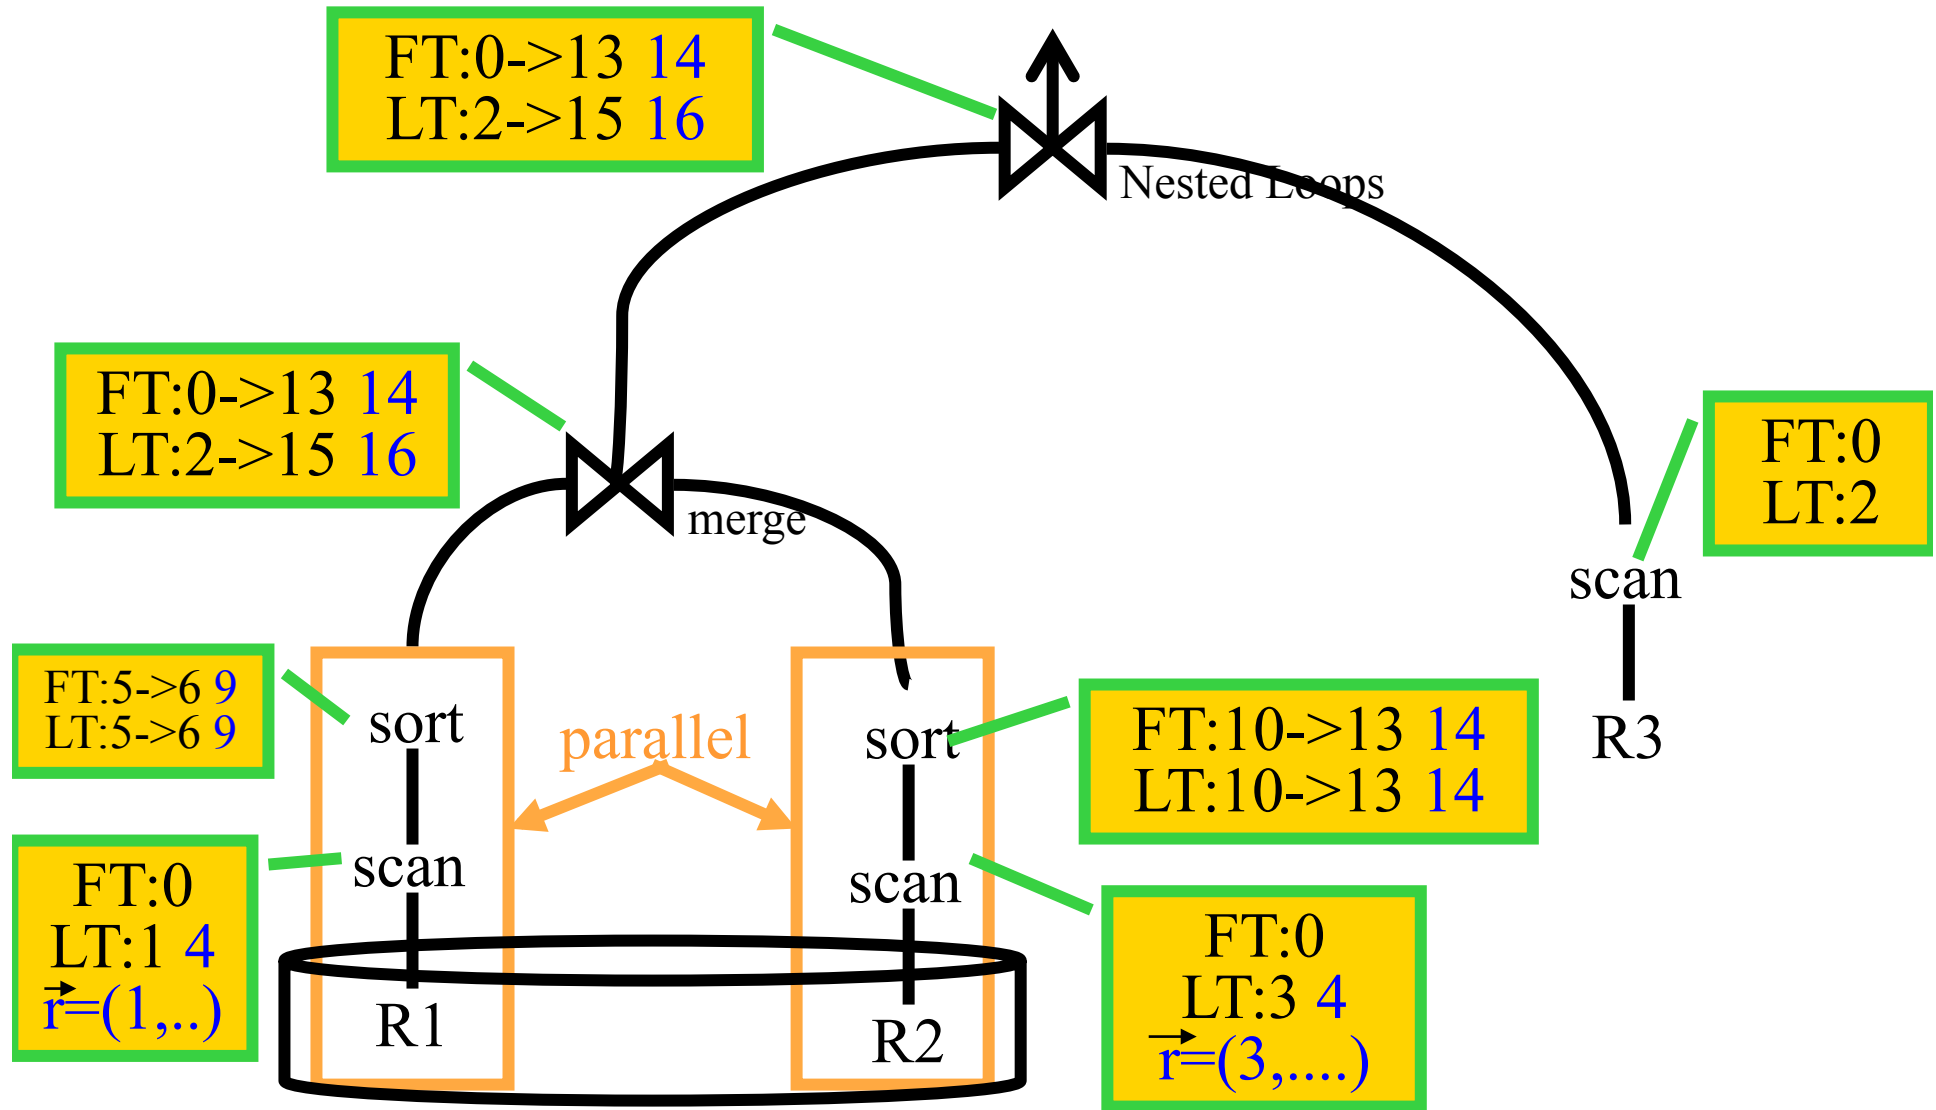 FT:0->13 14
LT:2->15 16
Nested Loops
FT:0->13 14
LT:2->15 16
merge
FT:0
LT:2
scan
R3
FT:5->6 9
LT:5->6 9
sort
parallel
sort
FT:10->13 14
LT:10->13 14
FT:0
LT:1 4
r=(1,..)
scan
R1
scan
R2
FT:0
LT:3 4
r=(3,....)